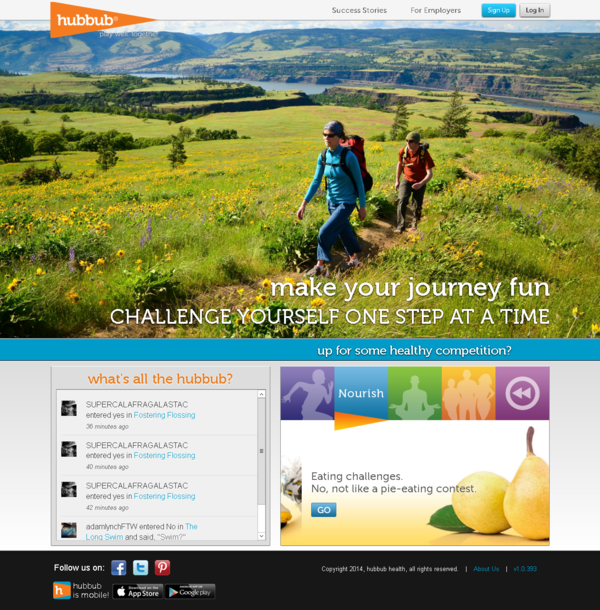 hubbub®
play well together
Success Stories
For Employers
Sign Up
Log In
make your journey fun
CHALLENGE YOURSELF ONE STEP AT A TIME
up for some healthy competition?
what's all the hubbub?
SUPERCALAFRAGALASTAC
entered yes in Fostering Flossing
36 minutes ago
SUPERCALAFRAGALASTAC
entered yes in Fostering Flossing
40 minutes ago
SUPERCALAFRAGALASTAC
entered yes in Fostering Flossing
42 minutes ago
adamlynchFTW entered No in The
Long Swim and said, "Swim?"
Nourish
Eating challenges.
No, not like a pie-eating contest.
GO
Follow us on:
Copyright 2014, hubbub health, all rights reserved. | About Us | v1.0.393
h hubbub
is mobile!
Download on the
App Store
Google play